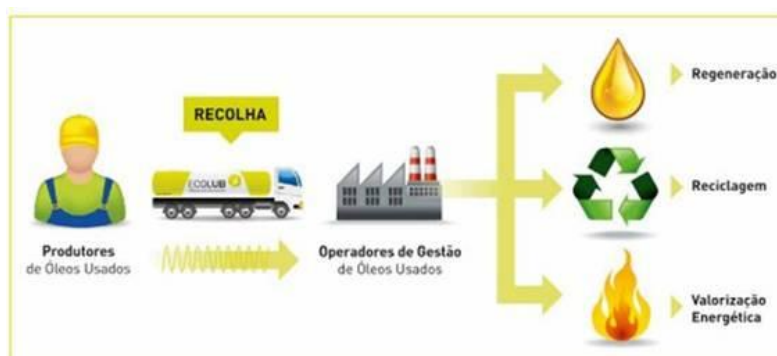 RECOLHA
ECOLUB
Produtores
de Óleos Usados
Operadores de Gestão
de Óleos Usados
Regeneração
Reciclagem
Valorização
Energética